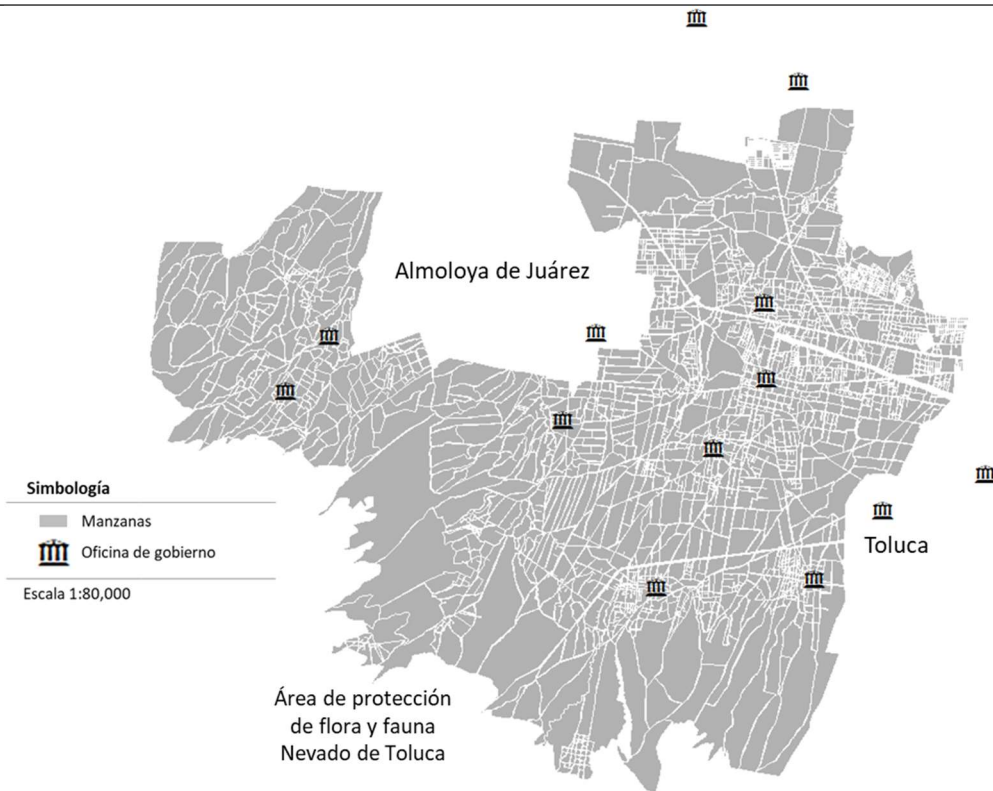 Almoloya de Juárez
Simbología
Manzanas
Oficina de gobierno
Escala 1:80,000
Toluca
Área de protección
de flora y fauna
Nevado de Toluca